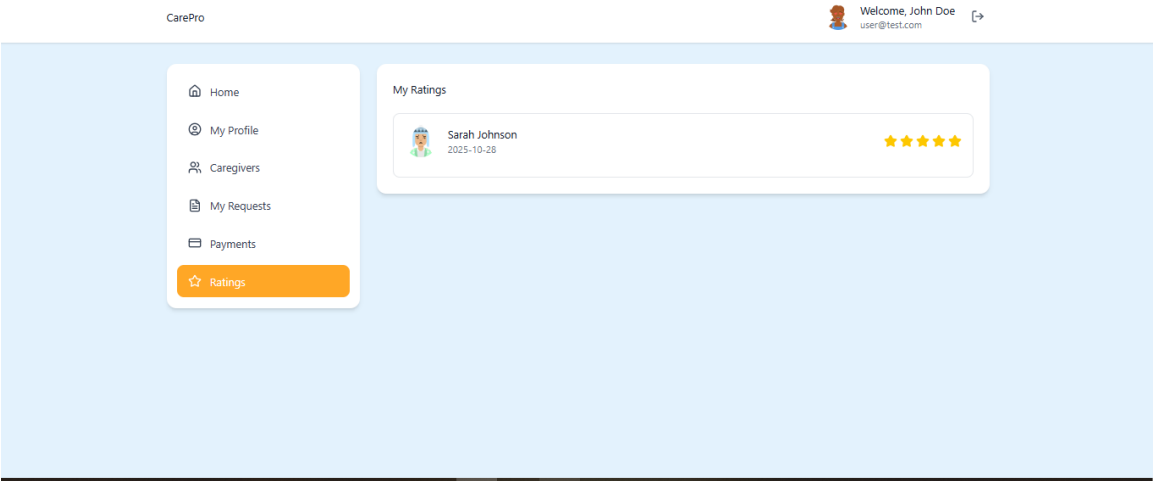 CarePro
Welcome, John Doe
user@test.com
Home
My Profile
Caregivers
My Requests
Payments
Ratings
My Ratings
Sarah Johnson
2025-10-28